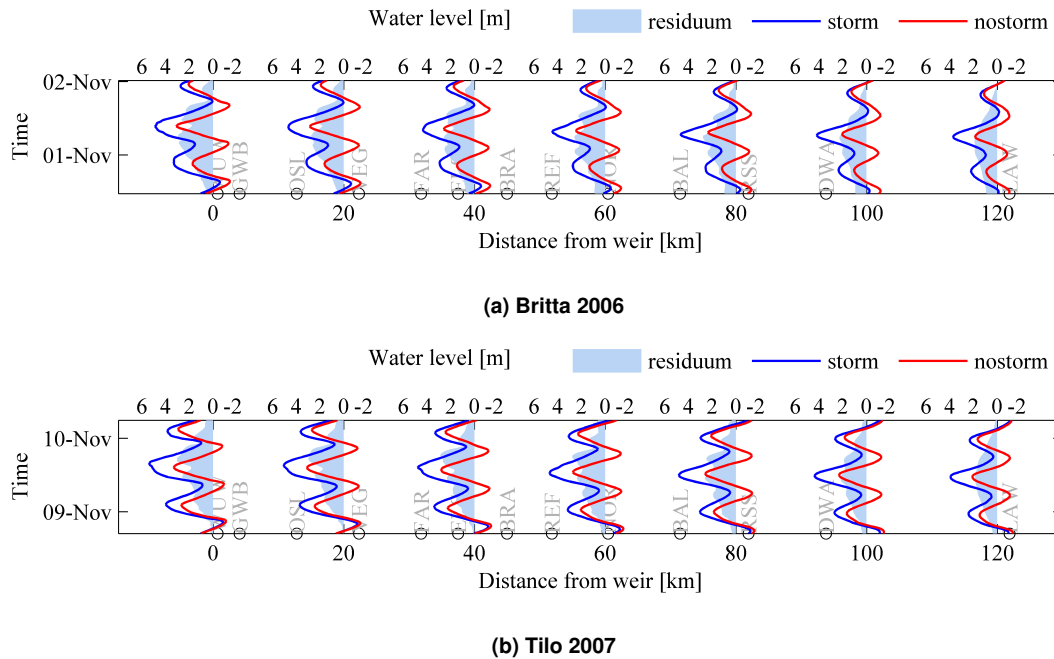 Water level [m] residuum storm nostorm
6 4 2 0 -2 6 4 2 0 -2 6 4 2 0 -2 6 4 2 0 -2 6 4 2 0 -2 6 4 2 0 -2 6 4 2 0 -2
02-Nov
Time
01-Nov
GWB OSL VEG FAR BRA REF BAL RSS DWA
0 20 40 60 80 100 120
Distance from weir [km]
(a) Britta 2006
Water level [m] residuum storm nostorm
6 4 2 0 -2 6 4 2 0 -2 6 4 2 0 -2 6 4 2 0 -2 6 4 2 0 -2 6 4 2 0 -2 6 4 2 0 -2
10-Nov
Time
09-Nov
GWB OSL VEG FAR BRA REF BAL RSS DWA
0 20 40 60 80 100 120
Distance from weir [km]
(b) Tilo 2007